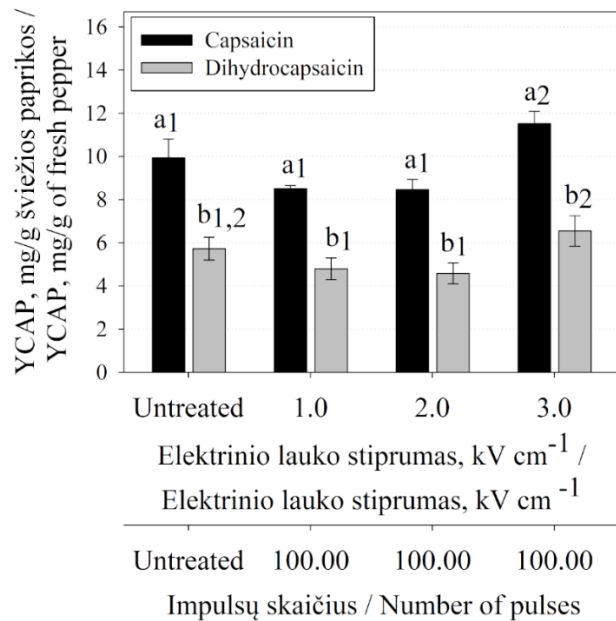 YCAP, mg/g šviežios paprikos /
YCAP, mg/g of fresh pepper
16
14
12
10
8
6
4
2
0
Capsaicin
Dihydrocapsaicin
a1
b1,2
a1
b1
a1
b1
a2
b2
Untreated 1.0 2.0 3.0
Elektrinio lauko stiprumas, kV cm-1 /
Elektrinio lauko stiprumas, kV cm-1
Untreated 100.00 100.00 100.00
Impulsų skaičius / Number of pulses